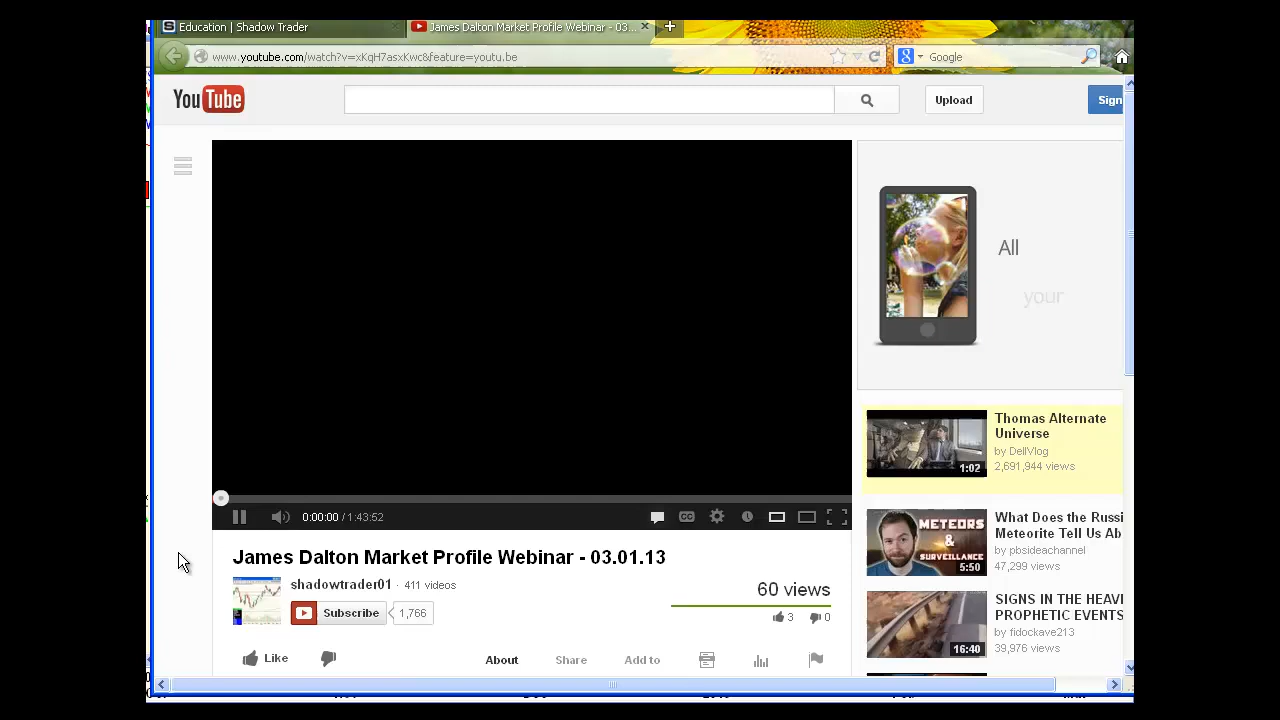 Education | Shadow Trader
James Dalton Market Profile Webinar - 03...
www.youtube.com/watch?v=xKqH7asxKwc&feature=youtu.be
Google
YouTube
Upload
Sign
All
your
0:00:00 / 1:43:52
James Dalton Market Profile Webinar - 03.01.13
shadowtrader01 · 411 videos
Subscribe 1,766
60 views
3 0
Like
About Share Add to
1:02
Thomas Alternate
Universe
by DellVlog
2,691,944 views
METEORS
&
SURVEILLANCE
5:50
What Does the Russi
Meteorite Tell Us Ab
by pbsideachannel
47,299 views
16:40
SIGNS IN THE HEAVE
PROPHETIC EVENTS
by fidockave213
39,976 views